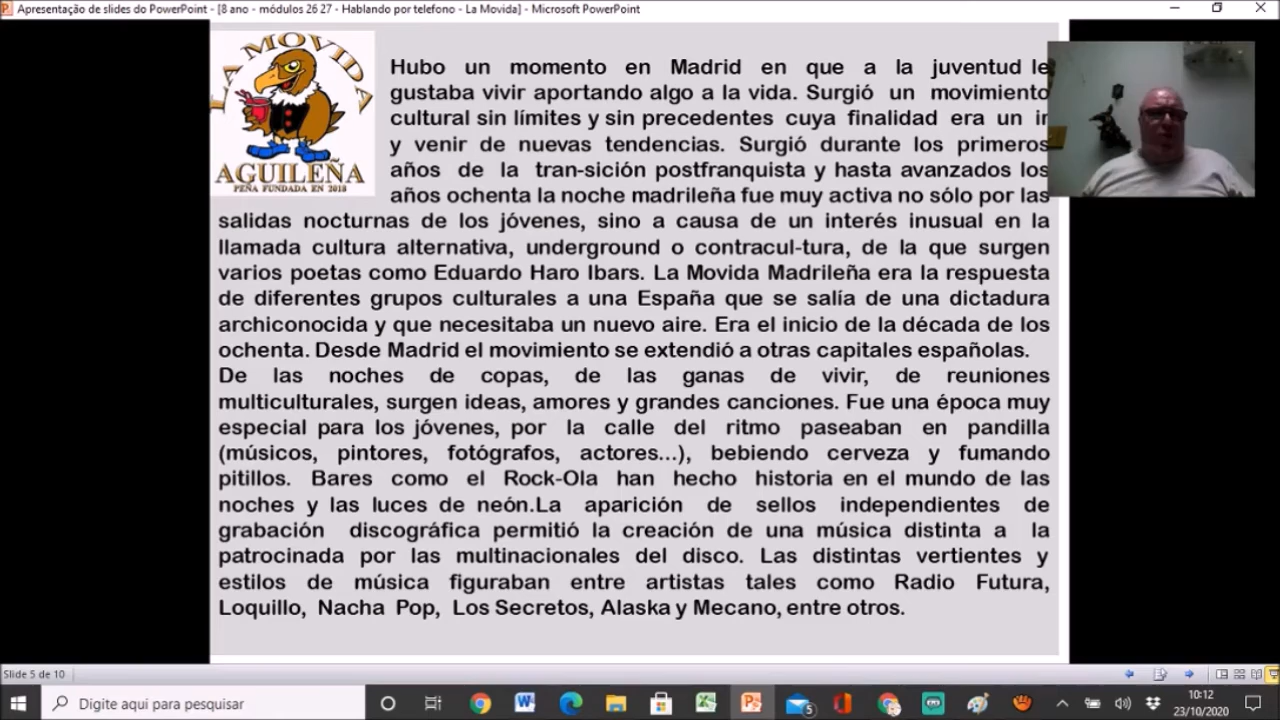 Apresentação de slides do PowerPoint - [8 ano - módulos 26 27 - Hablando por telefono - La Movida] - Microsoft PowerPoint
LA MOVIDA
AGUILEÑA
PEÑA FUNDADA EN 2018
Hubo un momento en Madrid en que a la juventud le
gustaba vivir aportando algo a la vida. Surgió un movimiento
cultural sin límites y sin precedentes cuya finalidad era un ir
y venir de nuevas tendencias. Surgió durante los primeros
años de la tran-sición postfranquista y hasta avanzados los
años ochenta la noche madrileña fue muy activa no sólo por las
salidas nocturnas de los jóvenes, sino a causa de un interés inusual en la
llamada cultura alternativa, underground o contracul-tura, de la que surgen
varios poetas como Eduardo Haro Ibars. La Movida Madrileña era la respuesta
de diferentes grupos culturales a una España que se salía de una dictadura
archiconocida y que necesitaba un nuevo aire. Era el inicio de la década de los
ochenta. Desde Madrid el movimiento se extendió a otras capitales españolas.
De las noches de copas, de las ganas de vivir, de reuniones
multiculturales, surgen ideas, amores y grandes canciones. Fue una época muy
especial para los jóvenes, por la calle del ritmo paseaban en pandilla
(músicos, pintores, fotógrafos, actores...), bebiendo cerveza y fumando
pitillos. Bares como el Rock-Ola han hecho historia en el mundo de las
noches y las luces de neón.La aparición de sellos independientes de
grabación discográfica permitió la creación de una música distinta a la
patrocinada por las multinacionales del disco. Las distintas vertientes y
estilos de música figuraban entre artistas tales como Radio Futura,
Loquillo, Nacha Pop, Los Secretos, Alaska y Mecano, entre otros.
Slide 5 de 10
Digite aqui para pesquisar
5
10:12
23/10/2020